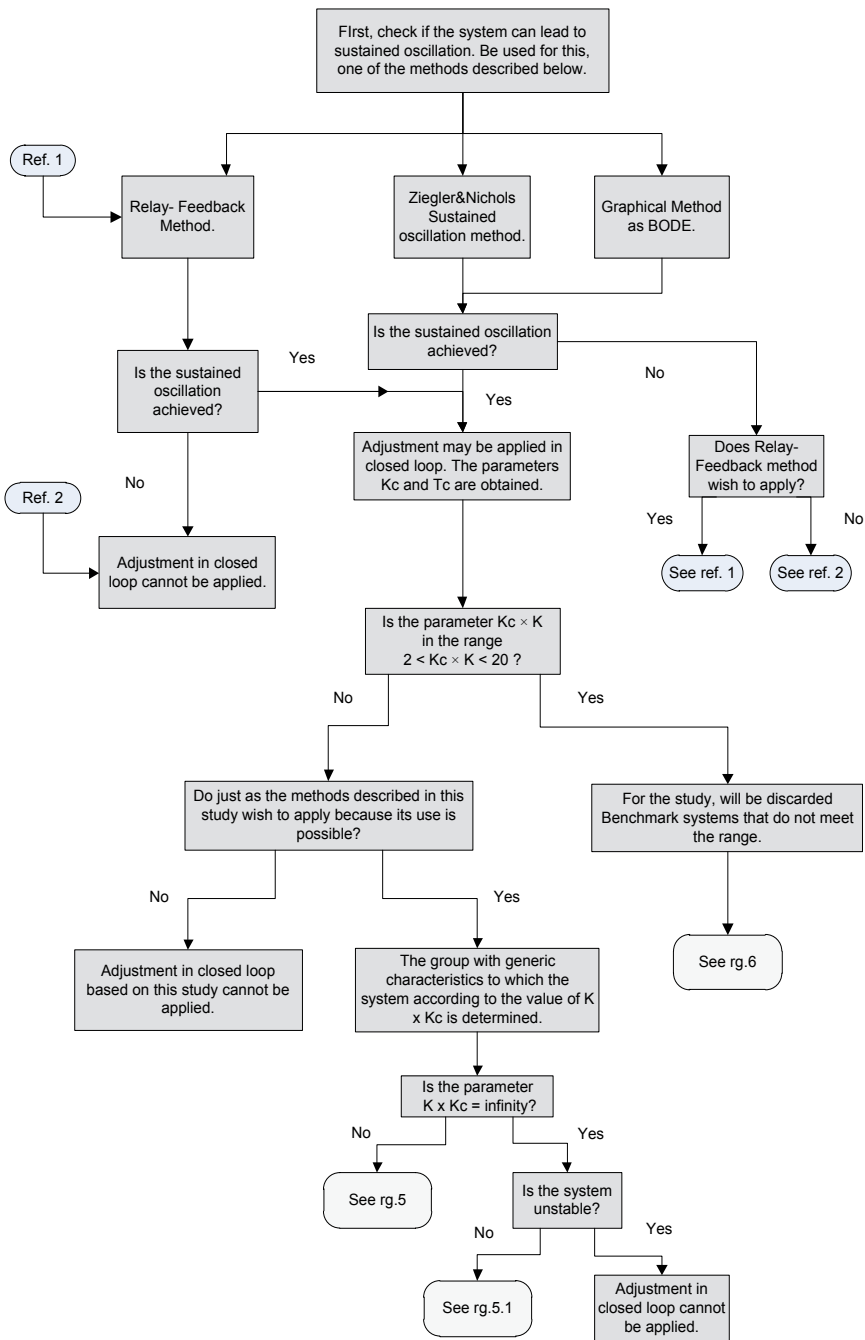 FIrst, check if the system can lead to
sustained oscillation. Be used for this,
one of the methods described below.
Ref. 1
Relay- Feedback
Method.
Ziegler&Nichols
Sustained
oscillation method.
Graphical Method
as BODE.
Is the sustained oscillation
achieved?
Yes
No
Is the sustained
oscillation
achieved?
Yes
Adjustment may be applied in
closed loop. The parameters
Kc and Tc are obtained.
Does Relay-
Feedback method
wish to apply?
No
Ref. 2
Yes
No
Adjustment in closed
loop cannot be applied.
See ref. 1
See ref. 2
Is the parameter Kc × K
in the range
2 < Kc × K < 20 ?
No
Yes
Do just as the methods described in this
study wish to apply because its use is
possible?
For the study, will be discarded
Benchmark systems that do not meet
the range.
No
Yes
Adjustment in closed loop
based on this study cannot be
applied.
The group with generic
characteristics to which the
system according to the value of K
x Kc is determined.
See rg.6
Is the parameter
K x Kc = infinity?
No
Yes
See rg.5
Is the system
unstable?
No
Yes
See rg.5.1
Adjustment in
closed loop cannot
be applied.